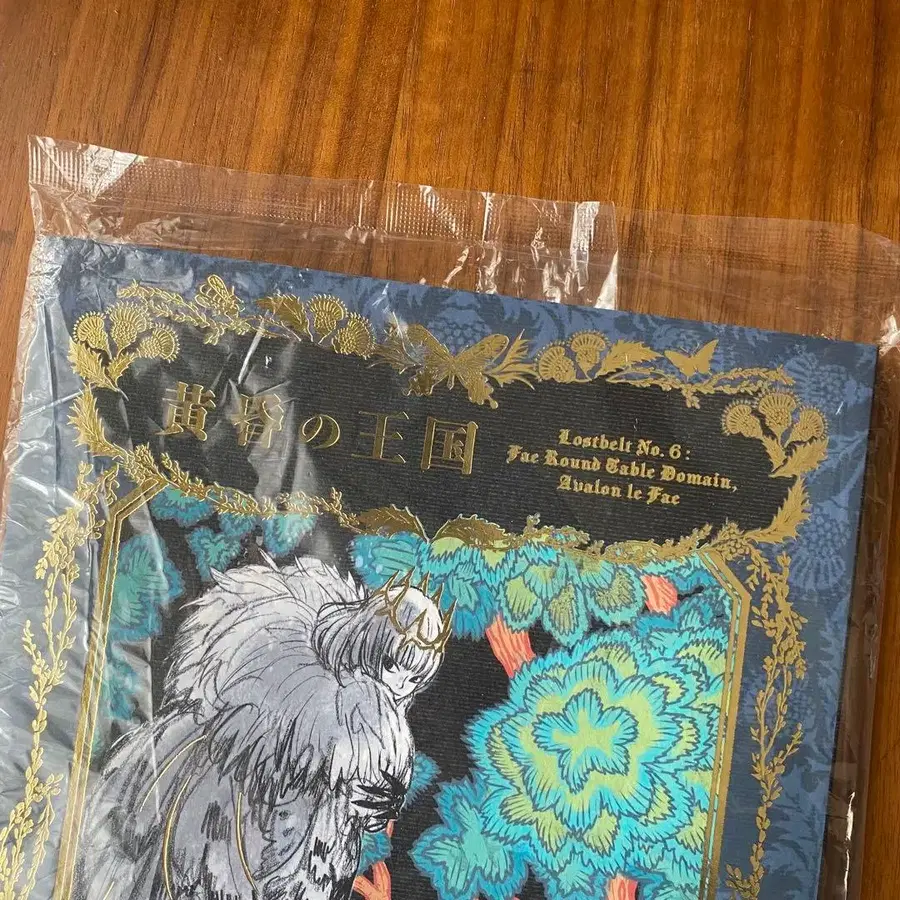 黄昏の王国
Lostbelt No. 6:
Fae Round Table Domain,
Avalon le Fae